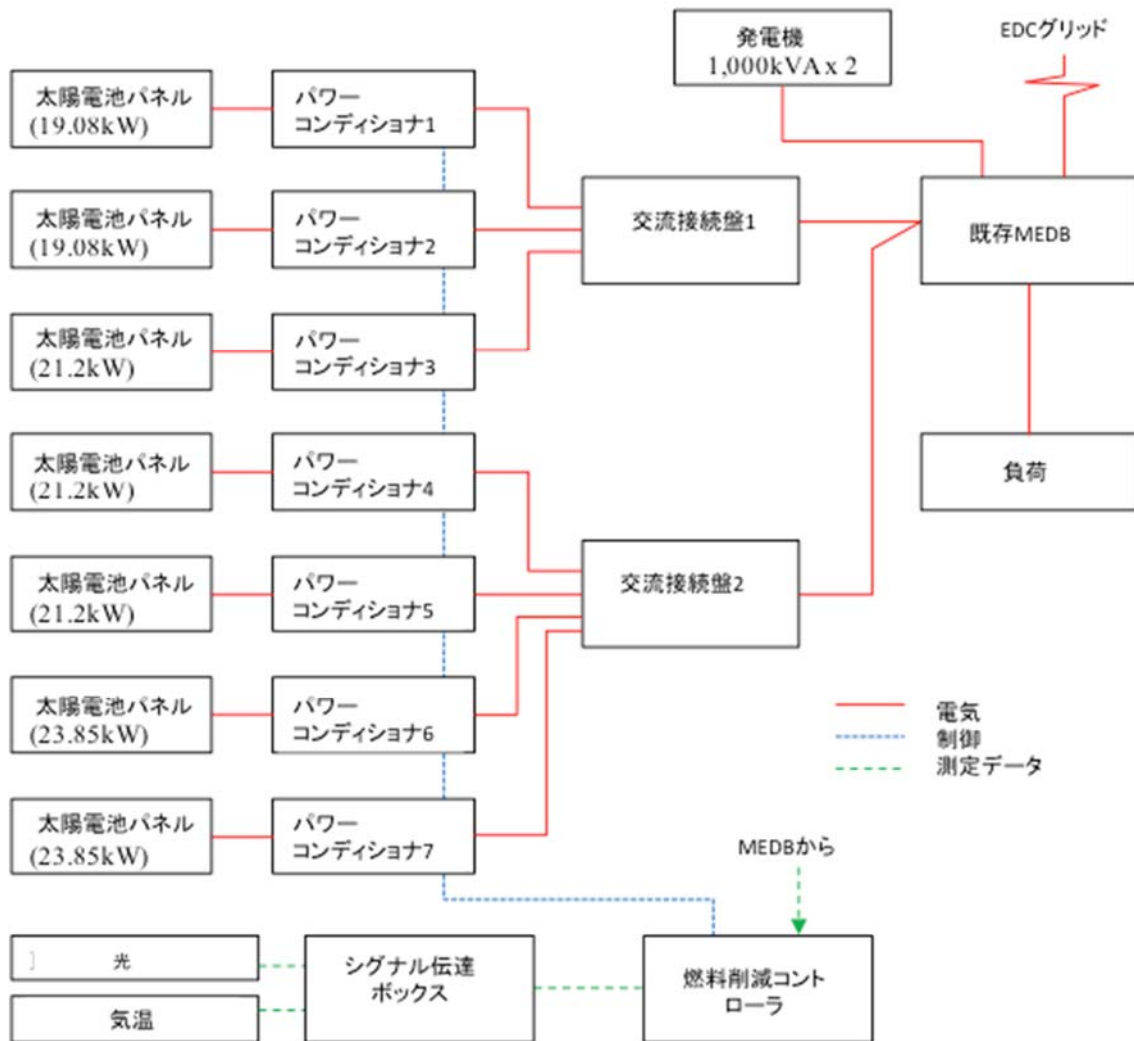 発電機
1,000kVA x 2
EDCグリッド
太陽電池パネル
(19.08kW)
パワー
コンディショナ1
太陽電池パネル
(19.08kW)
パワー
コンディショナ2
交流接続盤1
既存MEDB
太陽電池パネル
(21.2kW)
パワー
コンディショナ3
太陽電池パネル
(21.2kW)
パワー
コンディショナ4
負荷
太陽電池パネル
(21.2kW)
パワー
コンディショナ5
交流接続盤2
太陽電池パネル
(23.85kW)
パワー
コンディショナ6
電気
制御
測定データ
太陽電池パネル
(23.85kW)
パワー
コンディショナ7
MEDBから
光
気温
シグナル伝達
ボックス
燃料削減コント
ローラ